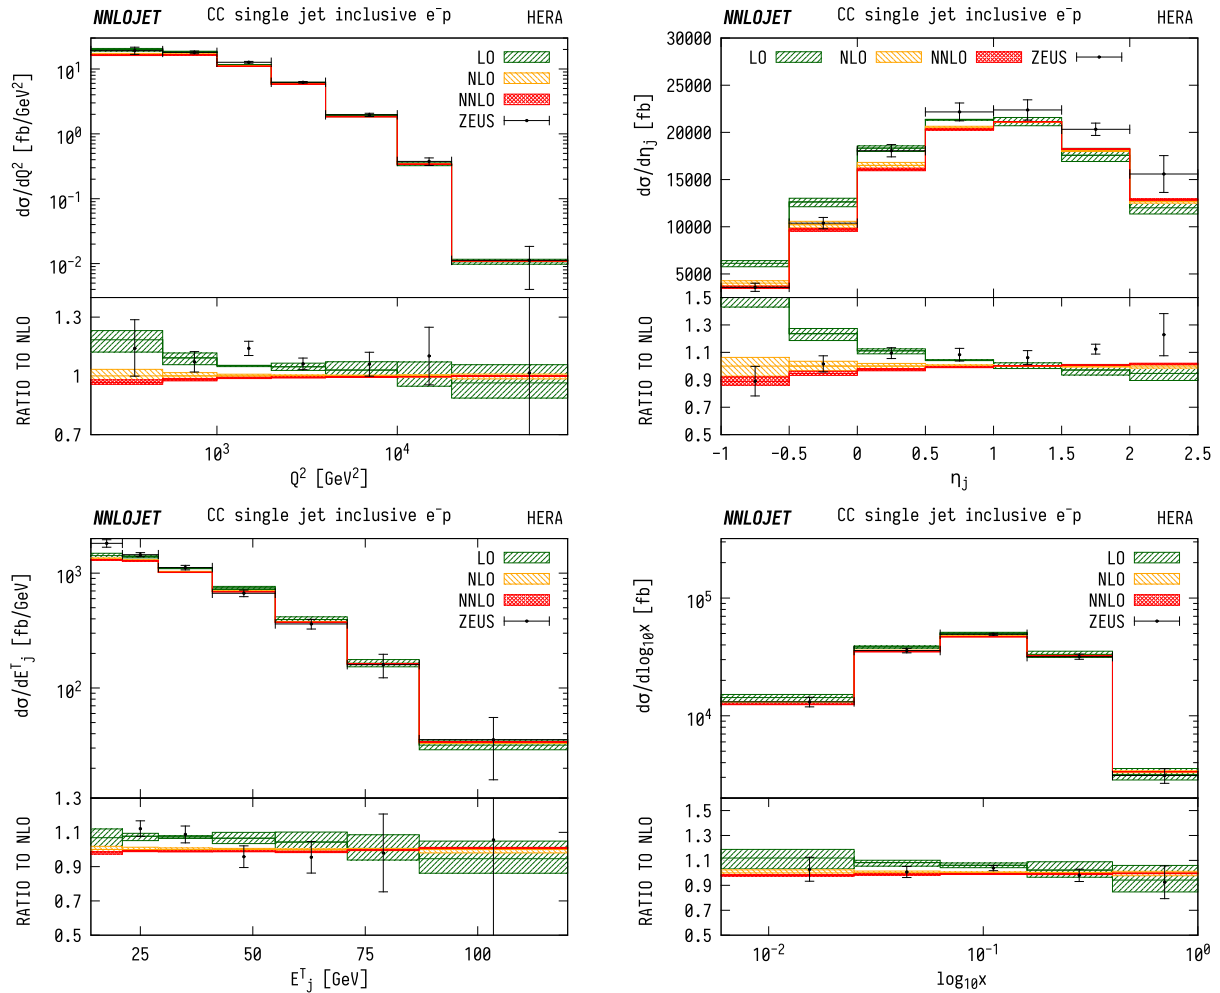 NNLOJET CC single jet inclusive e⁻p HERA
dσ/dQ² [fb/GeV²]
10¹
10⁰
10⁻¹
10⁻²
LO
NLO
NNLO
ZEUS
RATIO TO NLO
1.3
1
0.7
10³ 10⁴
Q² [GeV²]
NNLOJET CC single jet inclusive e⁻p HERA
dσ/dηⱼ [fb]
30000
25000
20000
15000
10000
5000
LO NLO NNLO ZEUS
RATIO TO NLO
1.5
1.3
1.1
0.9
0.7
0.5
−1 −0.5 0 0.5 1 1.5 2 2.5
ηⱼ
NNLOJET CC single jet inclusive e⁻p HERA
dσ/dEᵀⱼ [fb/GeV]
10³
10²
LO
NLO
NNLO
ZEUS
RATIO TO NLO
1.3
1.1
0.9
0.7
0.5
25 50 75 100
Eᵀⱼ [GeV]
NNLOJET CC single jet inclusive e⁻p HERA
dσ/dlog₁₀x [fb]
10⁵
10⁴
LO
NLO
NNLO
ZEUS
RATIO TO NLO
1.5
1.3
1.1
0.9
0.7
0.5
10⁻² 10⁻¹ 10⁰
log₁₀x